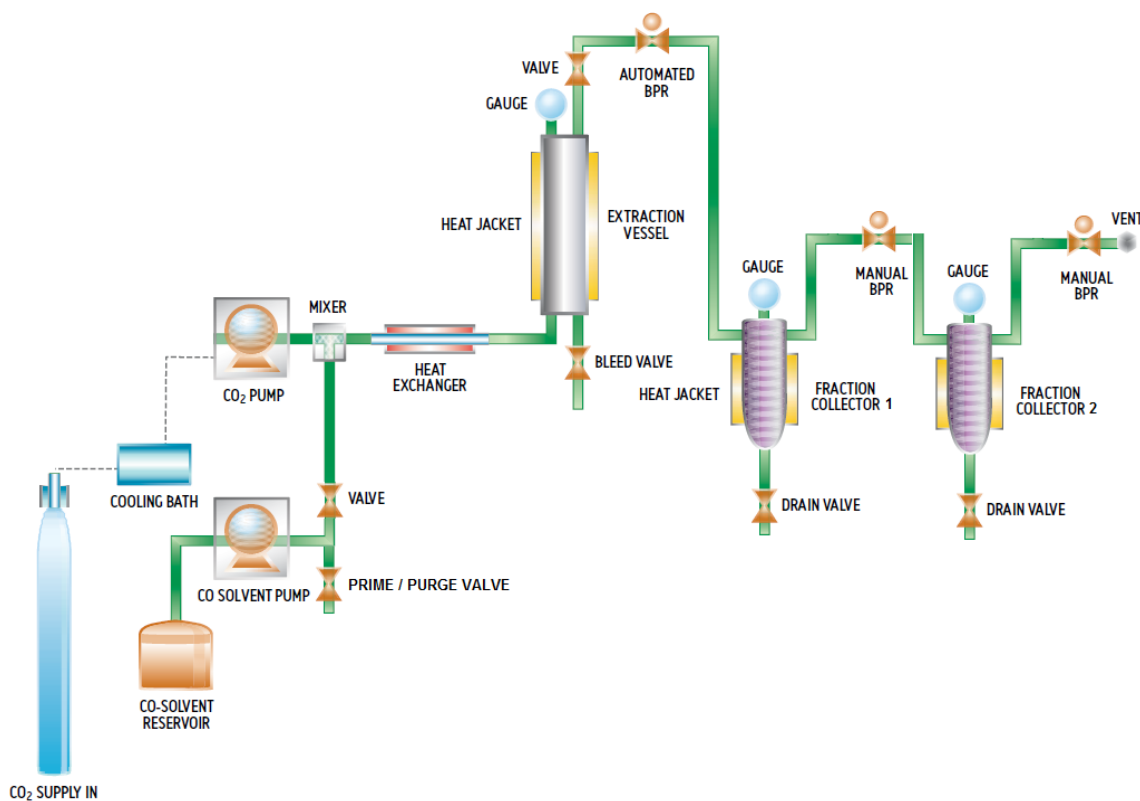 VALVE
AUTOMATED
BPR
GAUGE
HEAT JACKET
EXTRACTION
VESSEL
VENT
MANUAL
BPR
MANUAL
BPR
GAUGE
GAUGE
MIXER
BLEED VALVE
HEAT
EXCHANGER
CO₂ PUMP
HEAT JACKET
FRACTION
COLLECTOR 1
FRACTION
COLLECTOR 2
COOLING BATH
VALVE
DRAIN VALVE
DRAIN VALVE
CO SOLVENT PUMP
PRIME / PURGE VALVE
CO-SOLVENT
RESERVOIR
CO₂ SUPPLY IN